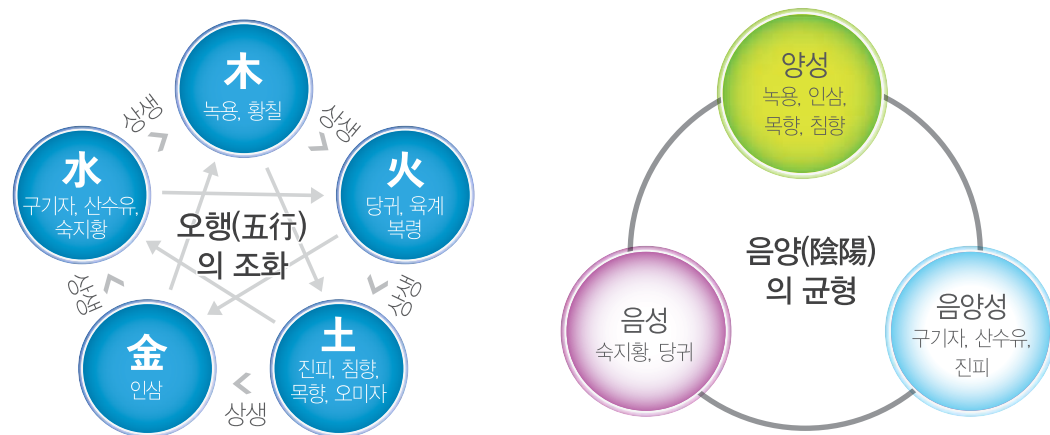 木
녹용, 황칠
상생
상생
水
구기자, 산수유,
숙지황
火
당귀, 육계
복령
오행(五行)
의 조화
상생
상생
金
인삼
土
진피, 침향,
목향, 오미자
상생
양성
녹용, 인삼,
목향, 침향
음양(陰陽)
의 균형
음성
숙지황, 당귀
음양성
구기자, 산수유,
진피